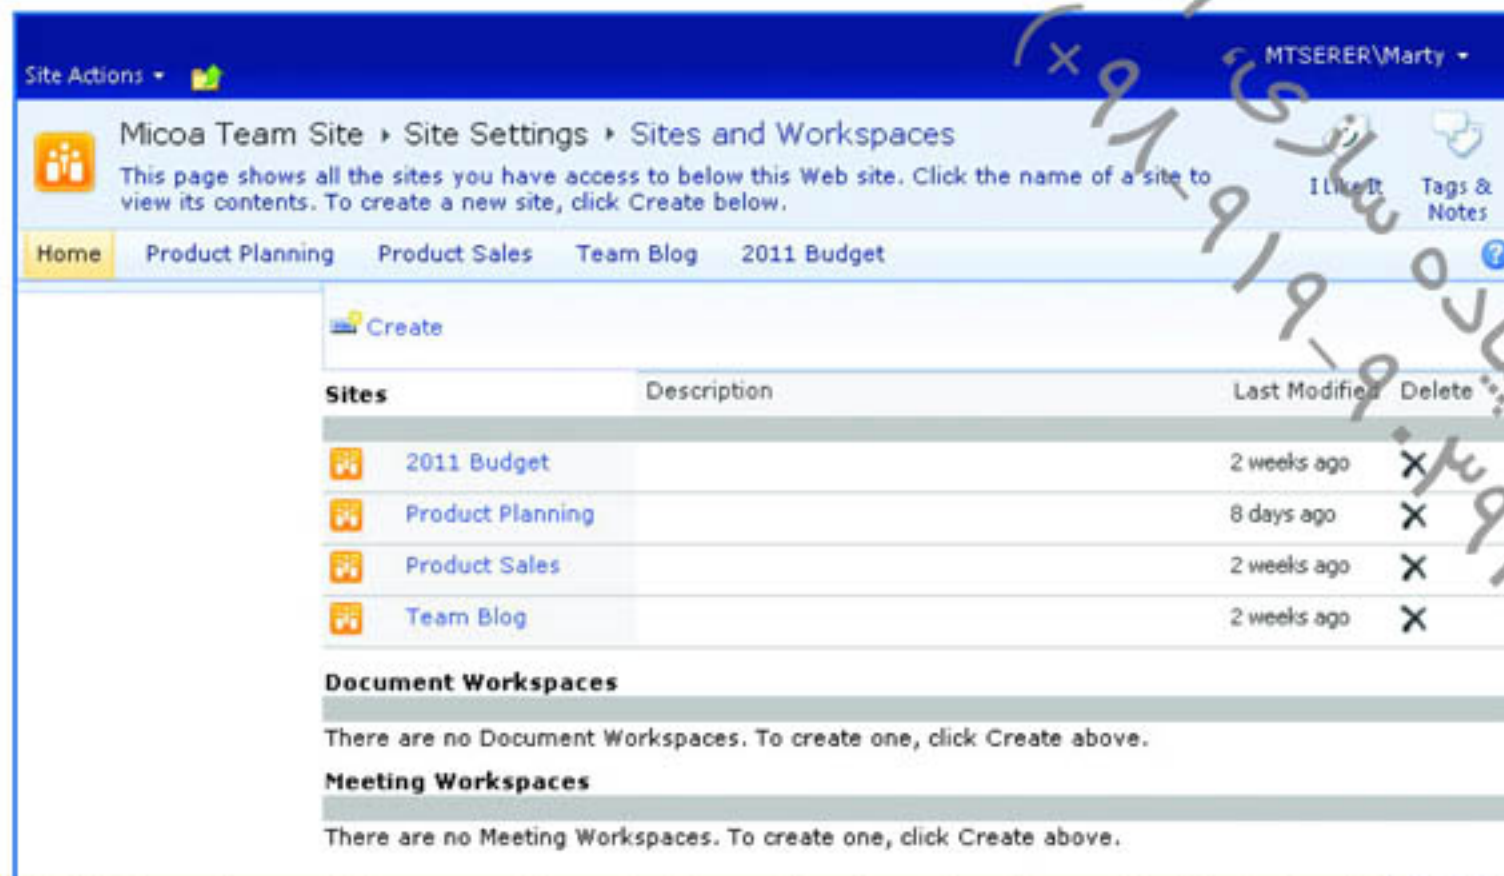 MTSERER\Marty
Site Actions
Micoa Team Site ▸ Site Settings ▸ Sites and Workspaces
This page shows all the sites you have access to below this Web site. Click the name of a site to
view its contents. To create a new site, click Create below.
I Like It
Tags &
Notes
Home Product Planning Product Sales Team Blog 2011 Budget
Create
Sites Description Last Modified Delete
2011 Budget 2 weeks ago
Product Planning 8 days ago
Product Sales 2 weeks ago
Team Blog 2 weeks ago
Document Workspaces
There are no Document Workspaces. To create one, click Create above.
Meeting Workspaces
There are no Meeting Workspaces. To create one, click Create above.